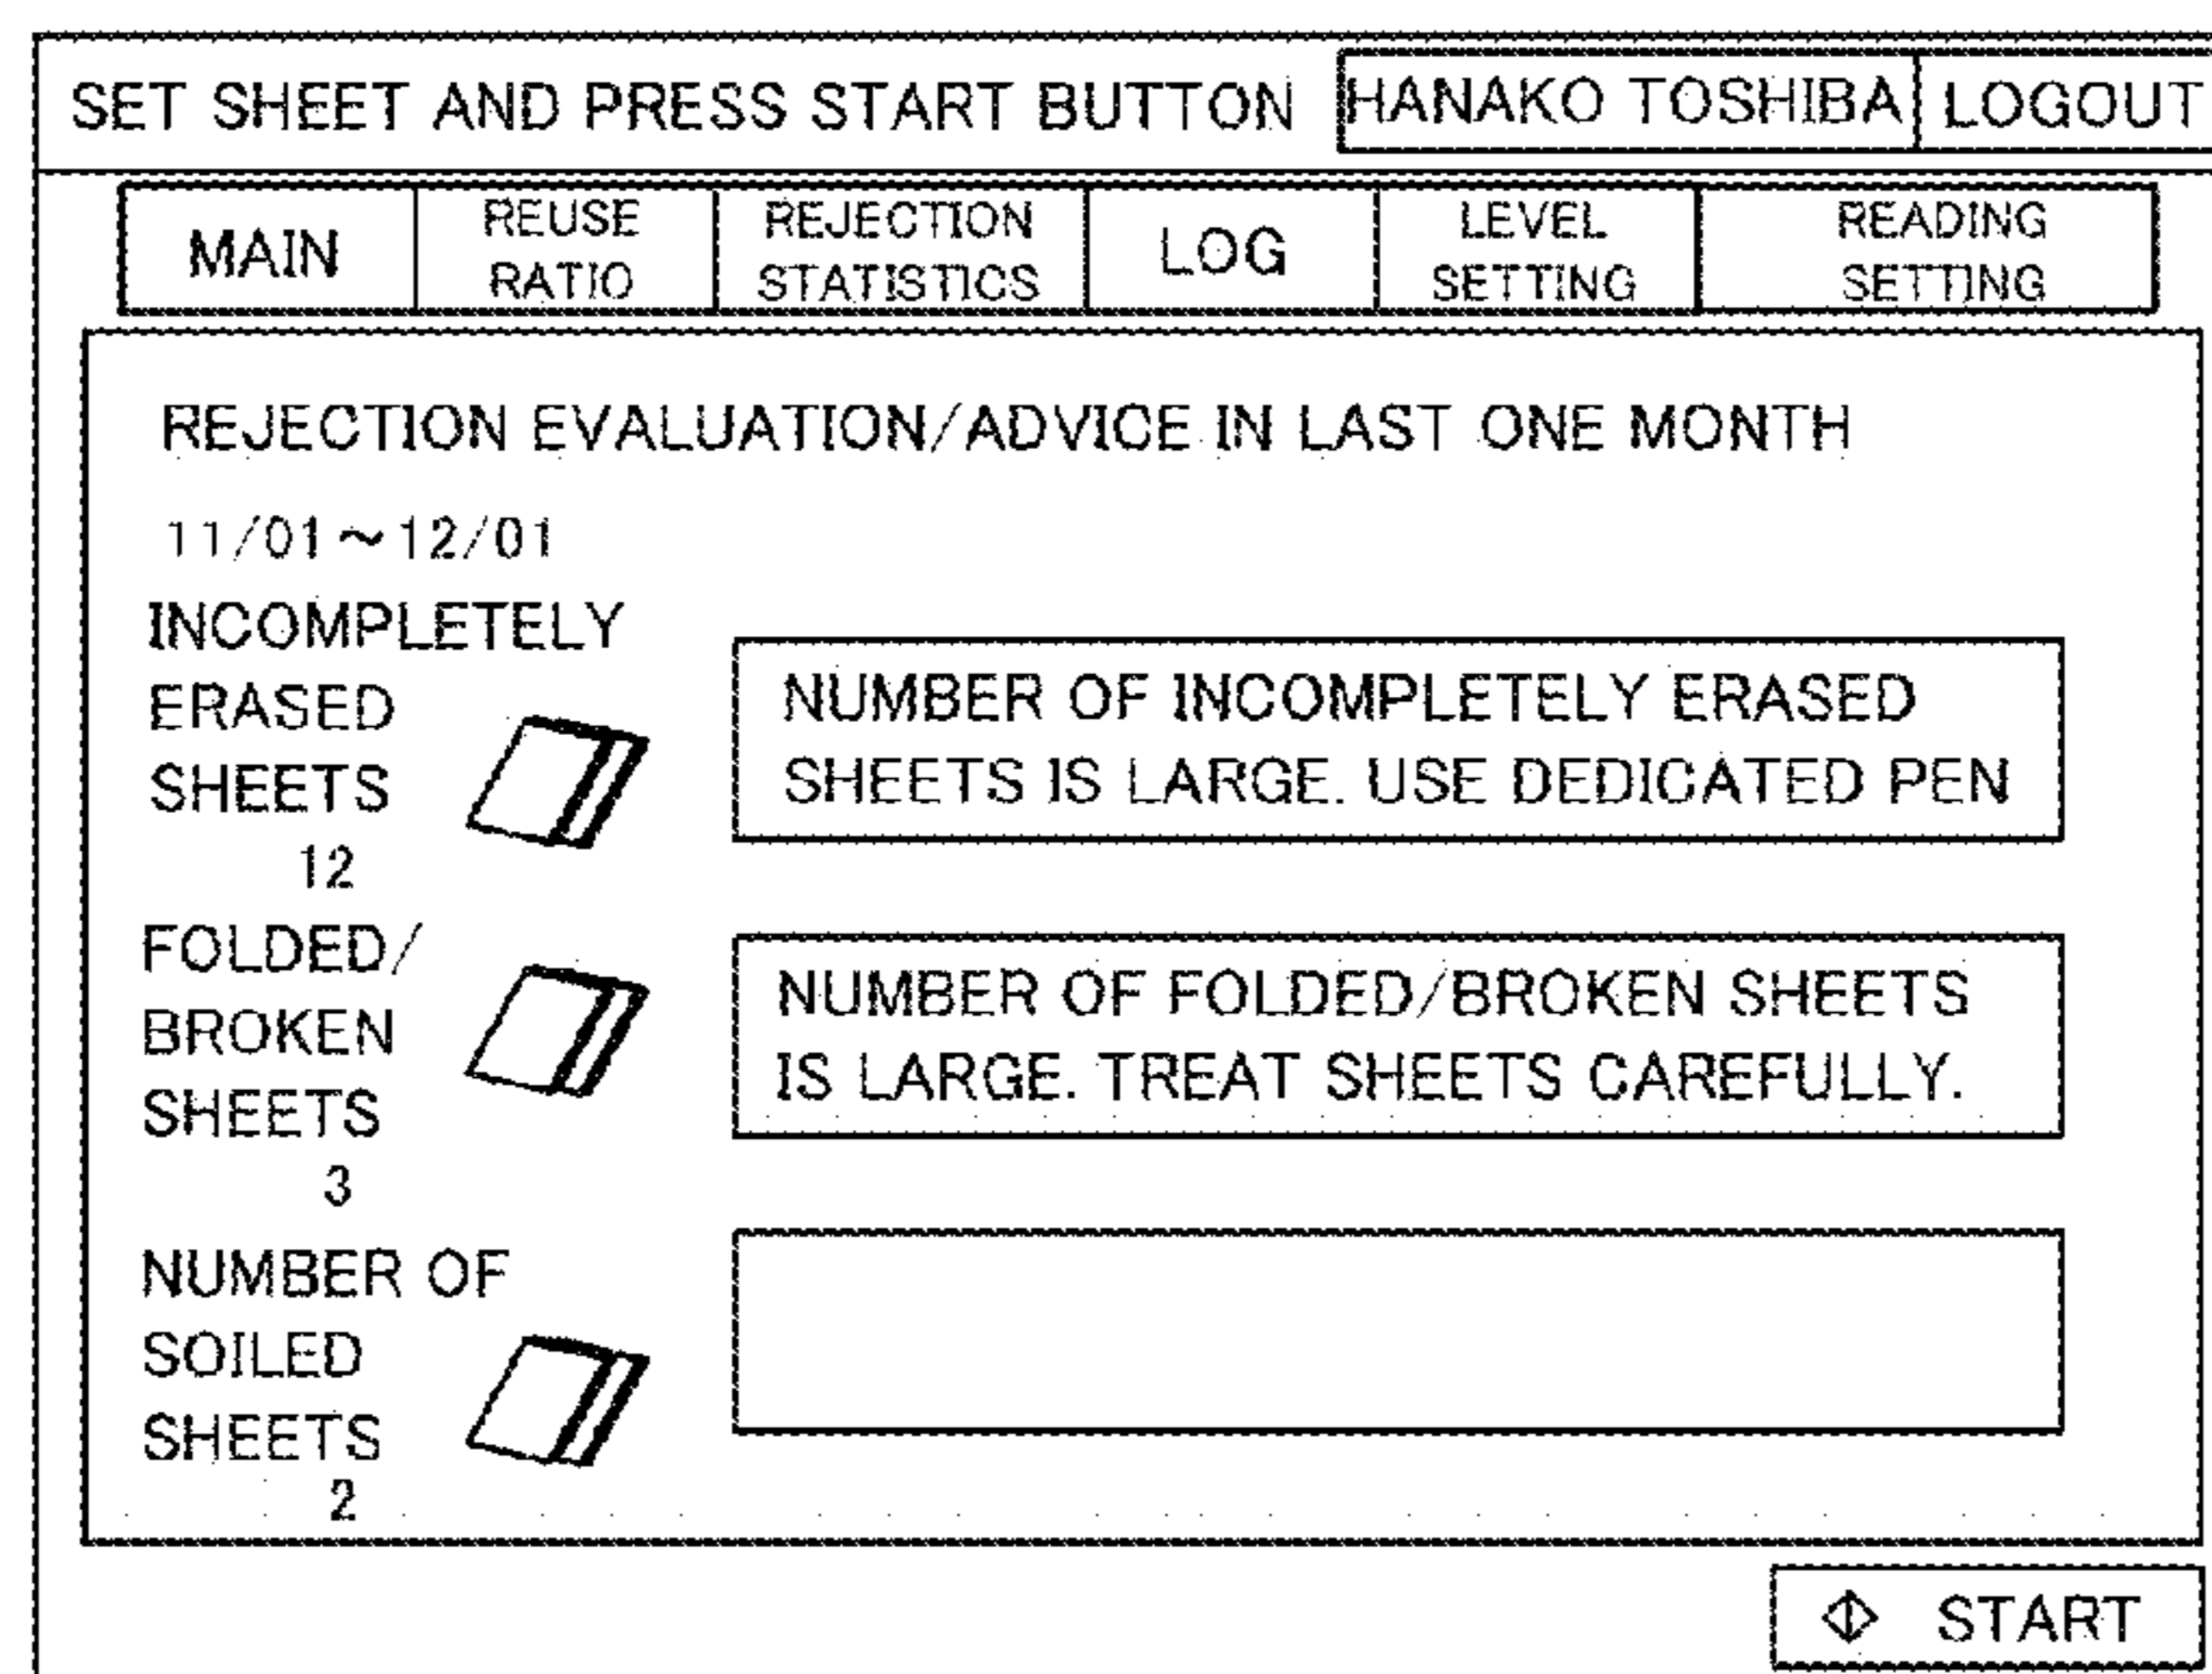 SET SHEET AND PRESS START BUTTON HANAKO TOSHIBA LOGOUT
MAIN REUSE RATIO REJECTION STATISTICS LOG LEVEL SETTING READING SETTING
REJECTION EVALUATION/ADVICE IN LAST ONE MONTH
11/01～12/01
INCOMPLETELY
ERASED
SHEETS
12
NUMBER OF INCOMPLETELY ERASED
SHEETS IS LARGE. USE DEDICATED PEN
FOLDED/
BROKEN
SHEETS
3
NUMBER OF FOLDED/BROKEN SHEETS
IS LARGE. TREAT SHEETS CAREFULLY.
NUMBER OF
SOILED
SHEETS
2
START